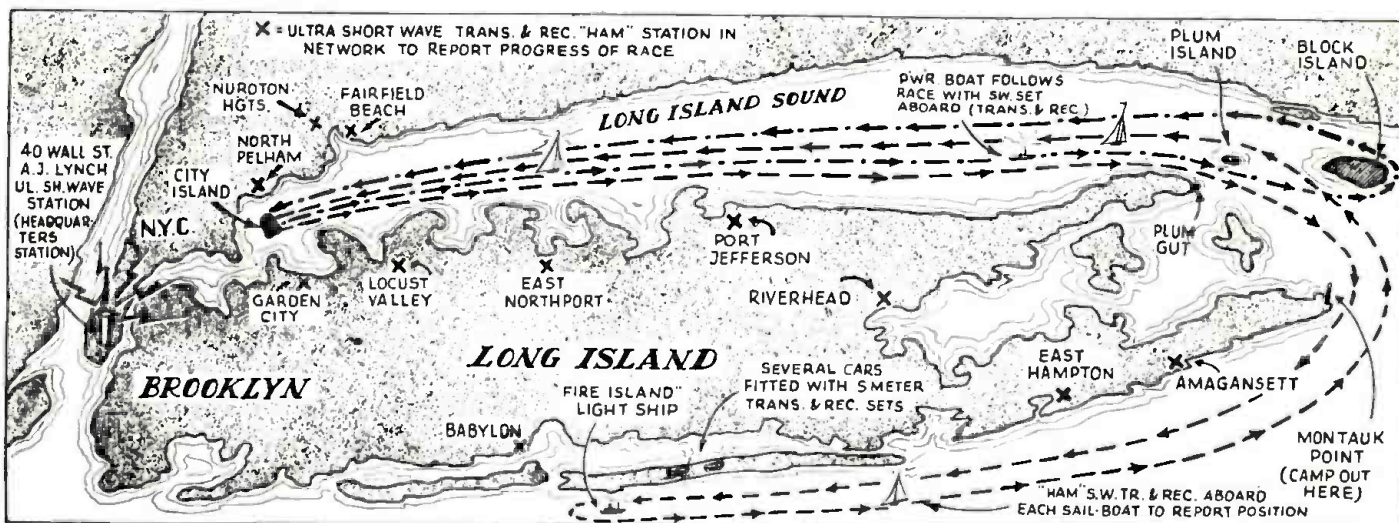 X = ULTRA SHORT WAVE TRANS. & REC. "HAM" STATION IN
NETWORK TO REPORT PROGRESS OF RACE
PLUM
ISLAND
BLOCK
ISLAND
NUROTON
HGTS.
FAIRFIELD
BEACH
LONG ISLAND SOUND
PWR BOAT FOLLOWS
RACE WITH S.W. SET
ABOARD (TRANS. & REC.)
40 WALL ST.
A.J. LYNCH
UL. SH. WAVE
STATION
(HEADQUAR-
TERS
STATION)
NORTH
PELHAM
CITY
ISLAND
N.Y.C.
GARDEN
CITY
LOCUST
VALLEY
EAST
NORTHPORT
PORT
JEFFERSON
RIVERHEAD
PLUM
GUT
BROOKLYN
LONG ISLAND
"FIRE ISLAND"
LIGHT SHIP
SEVERAL CARS
FITTED WITH 5 METER
TRANS. & REC. SETS
EAST
HAMPTON
AMAGANSETT
BABYLON
MONTAUK
POINT
(CAMP OUT
HERE)
"HAM" S.W. TR. & REC. ABOARD
EACH SAIL-BOAT TO REPORT POSITION